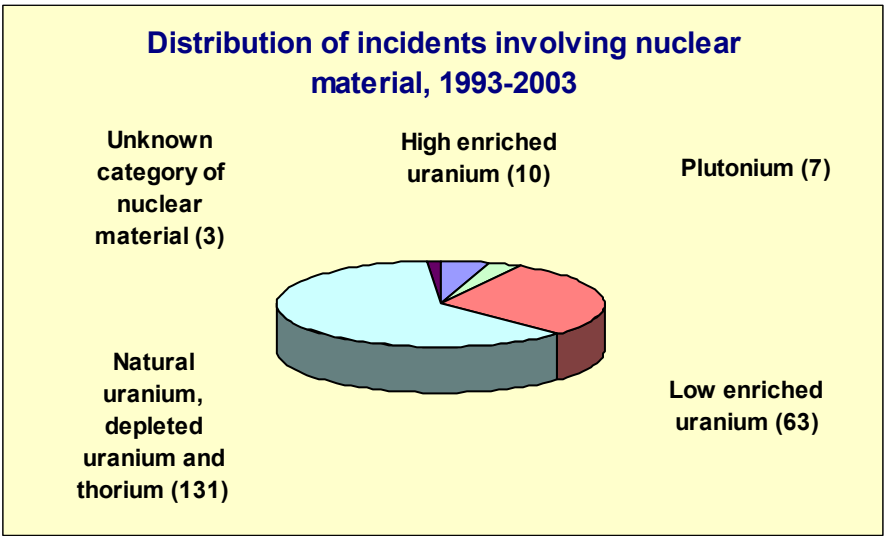 Distribution of incidents involving nuclear
material, 1993-2003
Unknown
category of
nuclear
material (3)
High enriched
uranium (10)
Plutonium (7)
Natural
uranium,
depleted
uranium and
thorium (131)
Low enriched
uranium (63)